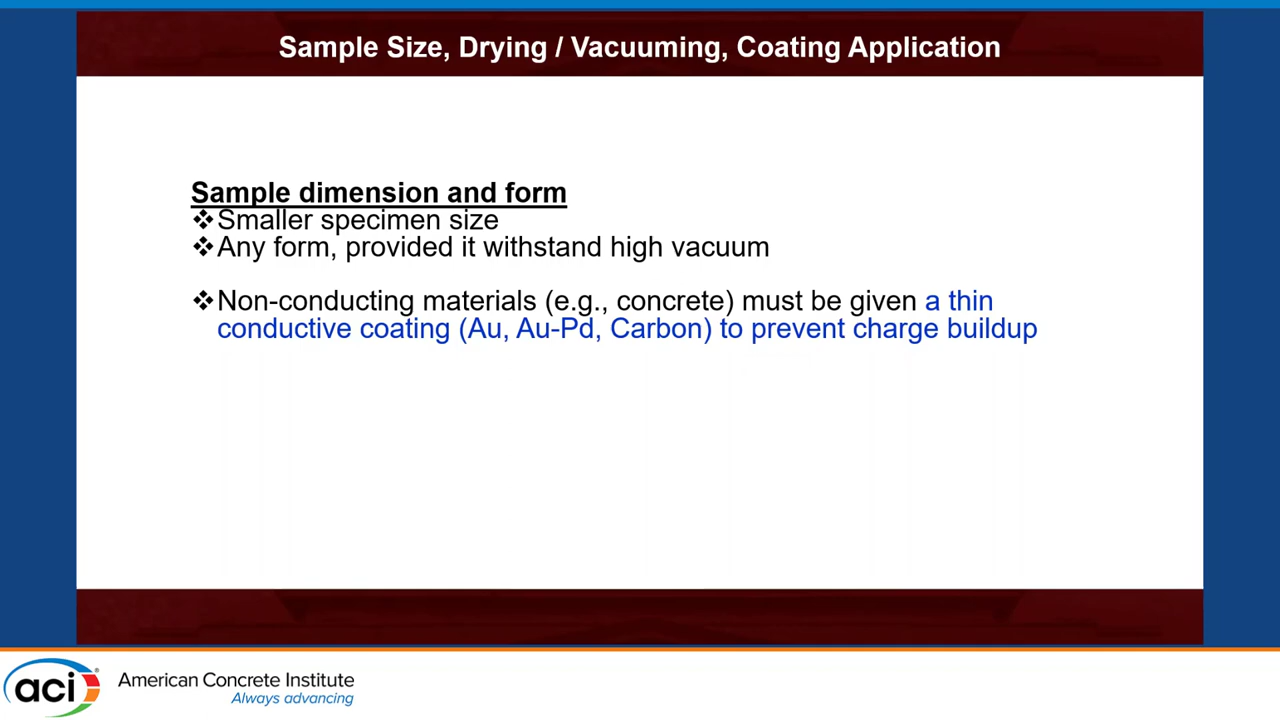 Sample Size, Drying / Vacuuming, Coating Application
Sample dimension and form
❖Smaller specimen size
❖Any form, provided it withstand high vacuum
❖Non-conducting materials (e.g., concrete) must be given a thin
conductive coating (Au, Au-Pd, Carbon) to prevent charge buildup
aci®
American Concrete Institute
Always advancing